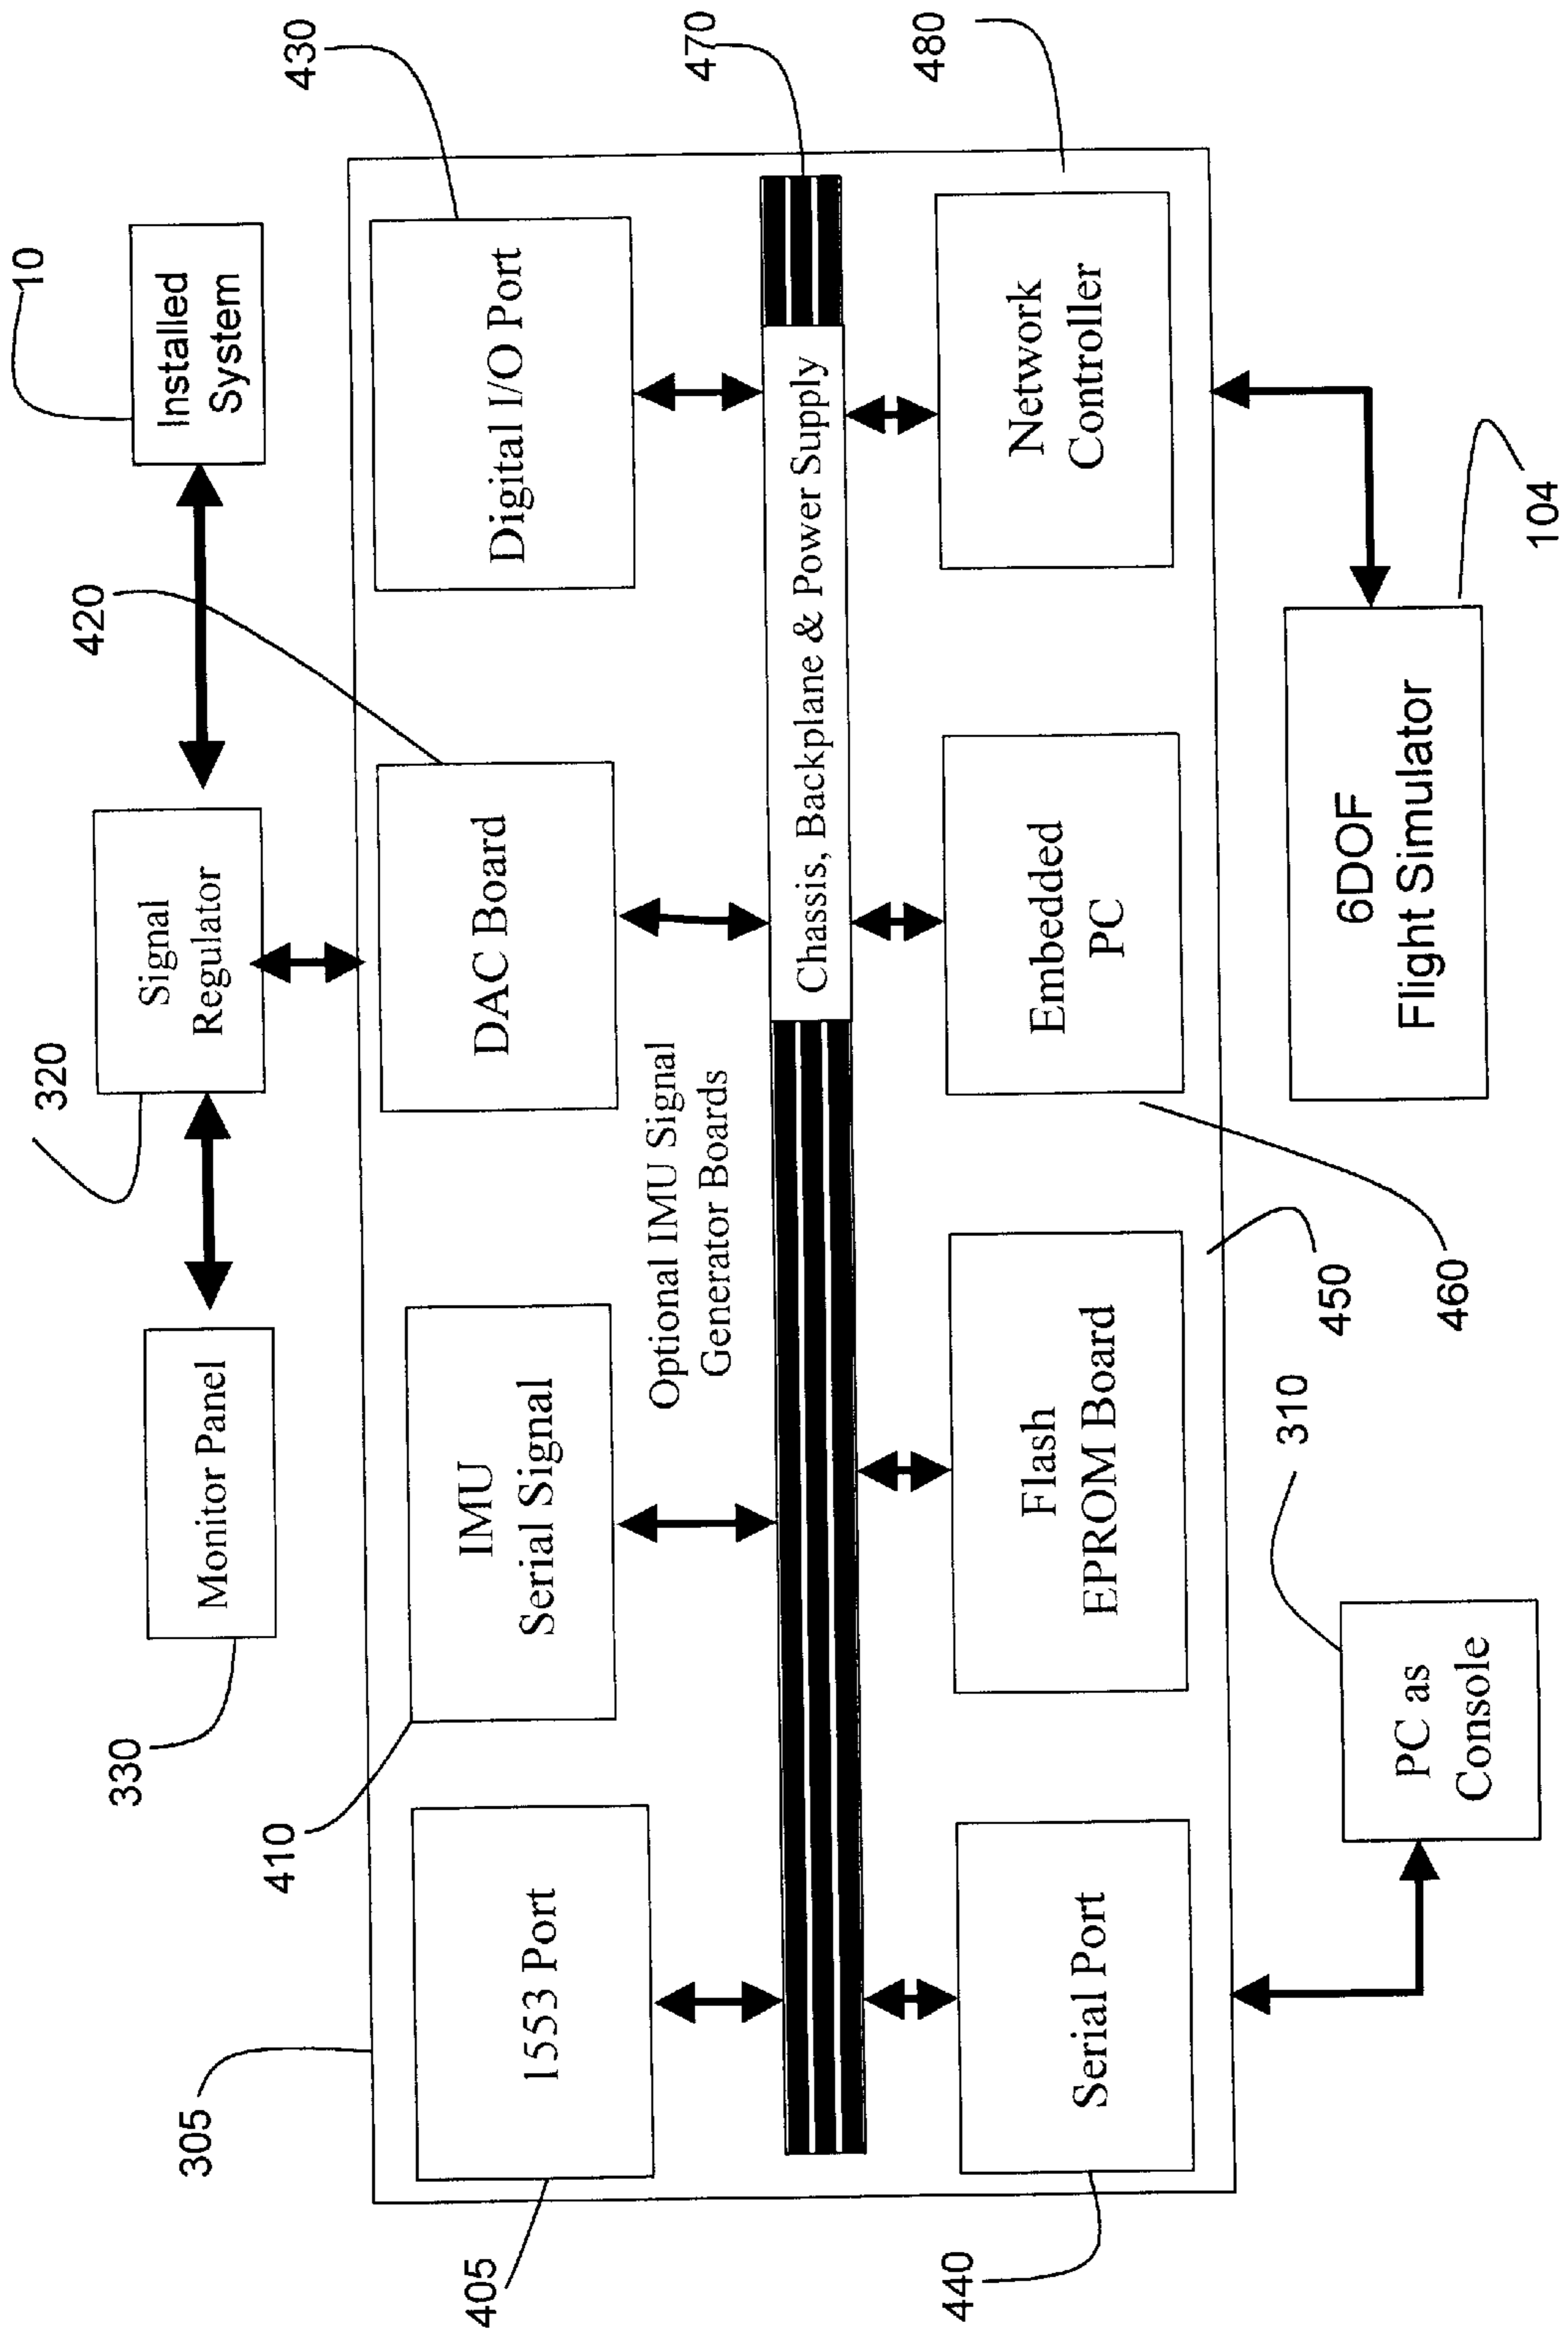 330
Monitor Panel
320
Signal
Regulator
10
Installed
System
305
410
420
430
405
1553 Port
IMU
Serial Signal
DAC Board
Digital I/O Port
Optional IMU Signal
Generator Boards
Chassis, Backplane & Power Supply
470
440
Serial Port
Flash
EPROM Board
Embedded
PC
Network
Controller
480
310
450
460
PC as
Console
6DOF
Flight Simulator
104